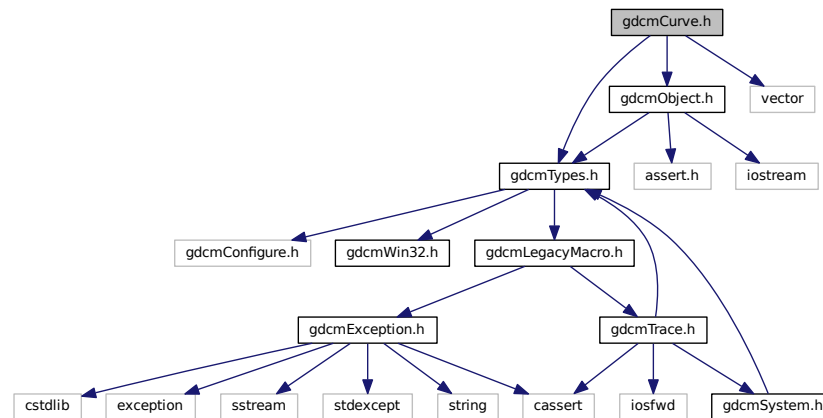 gdcmCurve.h
gdcmObject.h
vector
gdcmTypes.h
assert.h
iostream
gdcmConfigure.h
gdcmWin32.h
gdcmLegacyMacro.h
gdcmException.h
gdcmTrace.h
cstdlib
exception
sstream
stdexcept
string
cassert
iosfwd
gdcmSystem.h